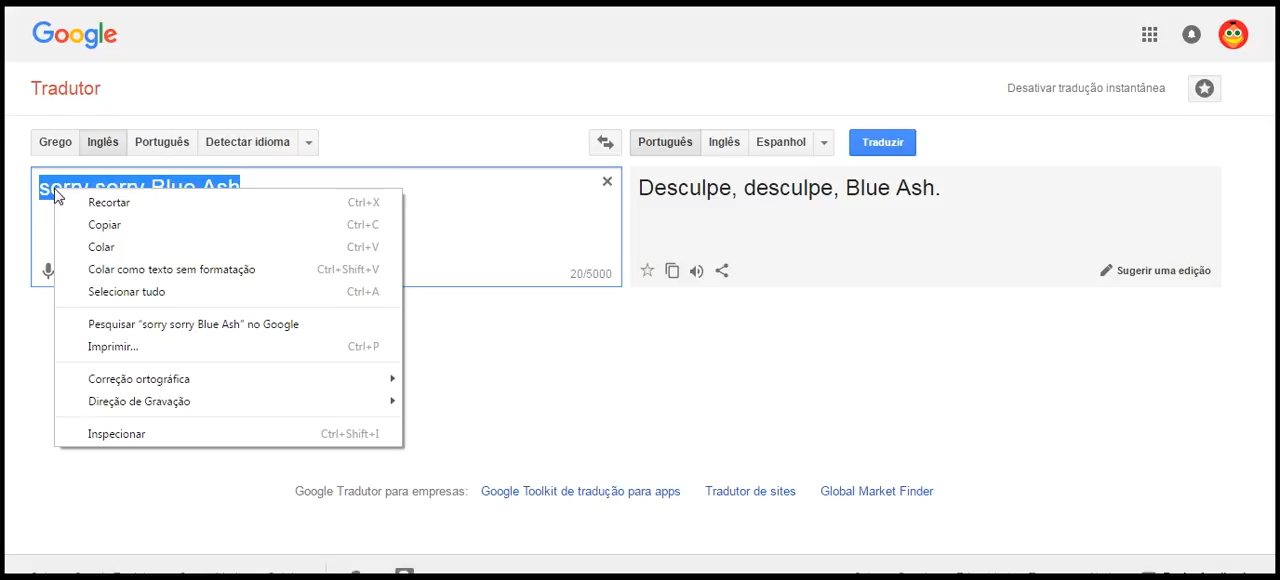 Google
Tradutor
Desativar tradução instantânea
Grego Inglês Português Detectar idioma
Português Inglês Espanhol Traduzir
sorry sorry Blue Ash
Desculpe, desculpe, Blue Ash.
Recortar Ctrl+X
Copiar Ctrl+C
Colar Ctrl+V
Colar como texto sem formatação Ctrl+Shift+V
Selecionar tudo Ctrl+A
20/5000
Sugerir uma edição
Pesquisar “sorry sorry Blue Ash” no Google
Imprimir... Ctrl+P
Correção ortográfica
Direção de Gravação
Inspecionar Ctrl+Shift+I
Google Tradutor para empresas: Google Toolkit de tradução para apps Tradutor de sites Global Market Finder